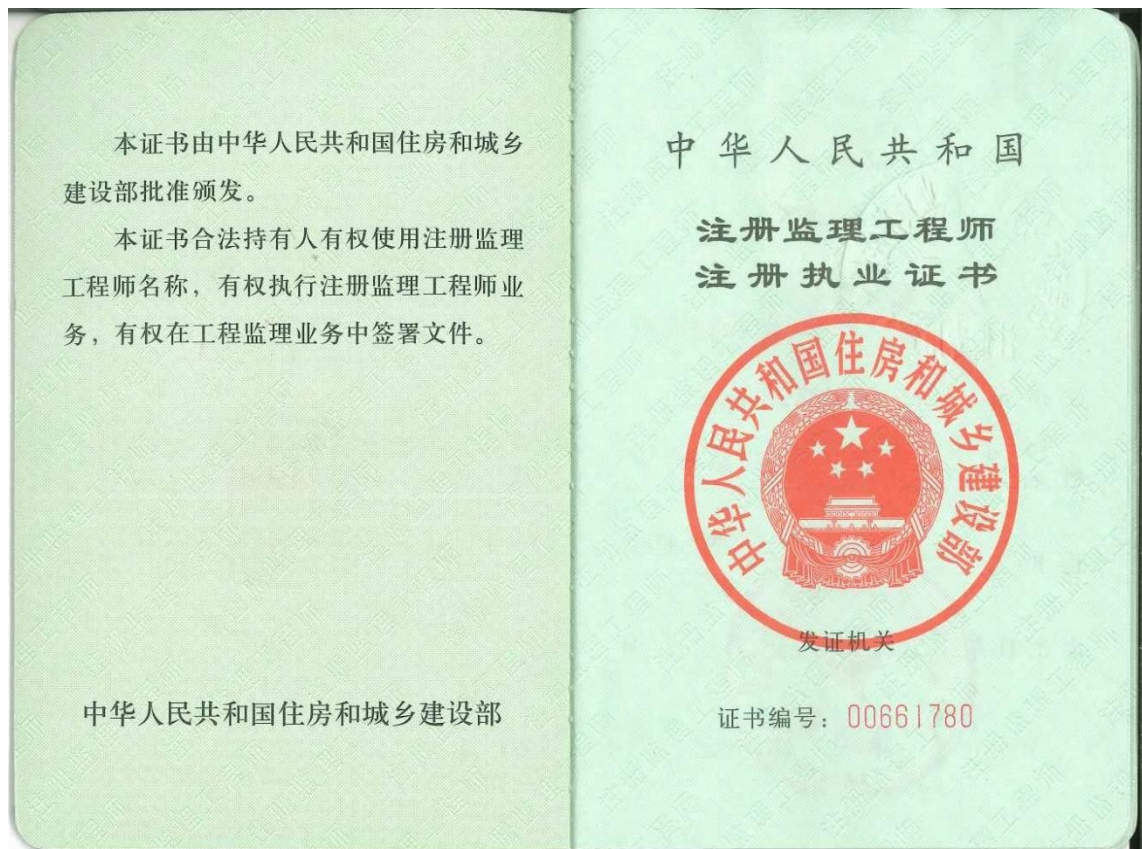 本证书由中华人民共和国住房和城乡
建设部批准颁发。
本证书合法持有人有权使用注册监理
工程师名称，有权执行注册监理工程师业
务，有权在工程监理业务中签署文件。
中华人民共和国住房和城乡建设部
中华人民共和国
注册监理工程师
注册执业证书
中华人民共和国住房和城乡建设部
发证机关
证书编号：00661780